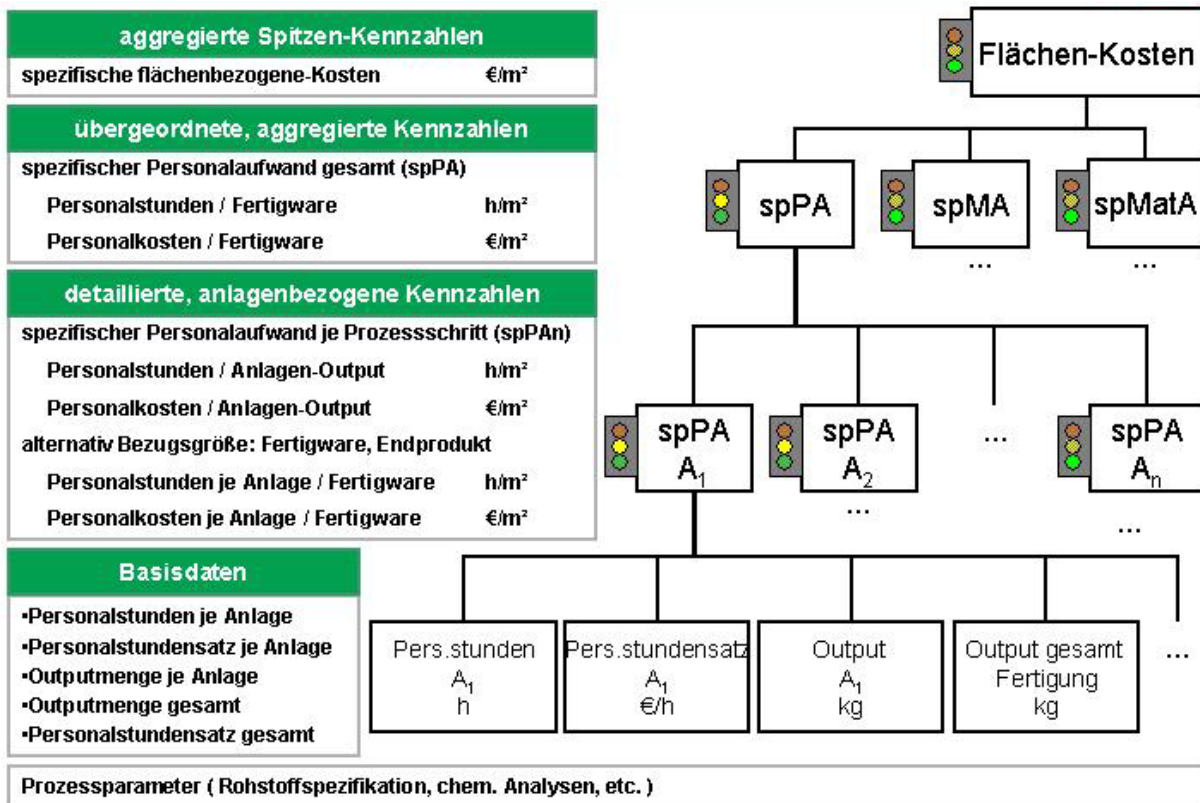 aggregierte Spitzen-Kennzahlen
spezifische flächenbezogene-Kosten €/m²
übergeordnete, aggregierte Kennzahlen
spezifischer Personalaufwand gesamt (spPA)
Personalstunden / Fertigware h/m²
Personalkosten / Fertigware €/m²
detaillierte, anlagenbezogene Kennzahlen
spezifischer Personalaufwand je Prozessschritt (spPAn)
Personalstunden / Anlagen-Output h/m²
Personalkosten / Anlagen-Output €/m²
alternativ Bezugsgröße: Fertigware, Endprodukt
Personalstunden je Anlage / Fertigware h/m²
Personalkosten je Anlage / Fertigware €/m²
Basisdaten
▪Personalstunden je Anlage
▪Personalstundensatz je Anlage
▪Outputmenge je Anlage
▪Outputmenge gesamt
▪Personalstundensatz gesamt
Flächen-Kosten
spPA
spMA
spMatA
...
...
spPA
A₁
spPA
A₂
...
spPA
Aₙ
...
...
Pers.stunden
A₁
h
Pers.stundensatz
A₁
€/h
Output
A₁
kg
Output gesamt
Fertigung
kg
...
Prozessparameter ( Rohstoffspezifikation, chem. Analysen, etc. )